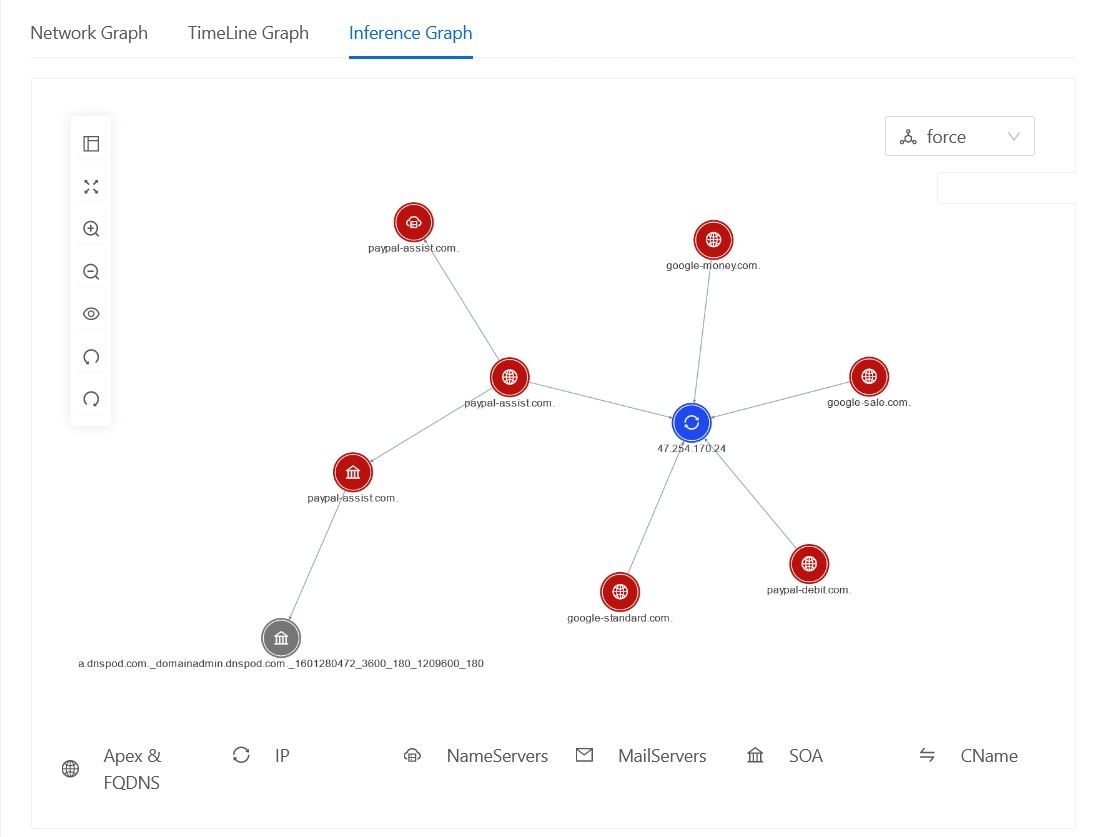 Network Graph TimeLine Graph Inference Graph
force
paypal-assist.com.
google-money.com.
paypal-assist.com.
google-sale.com.
47.254.170.24
paypal-assist.com.
paypal-debit.com.
google-standard.com.
a.dnspod.com._domainadmin.dnspod.com._1601280472_3600_180_1209600_180
Apex & IP NameServers MailServers SOA CName
FQDNS